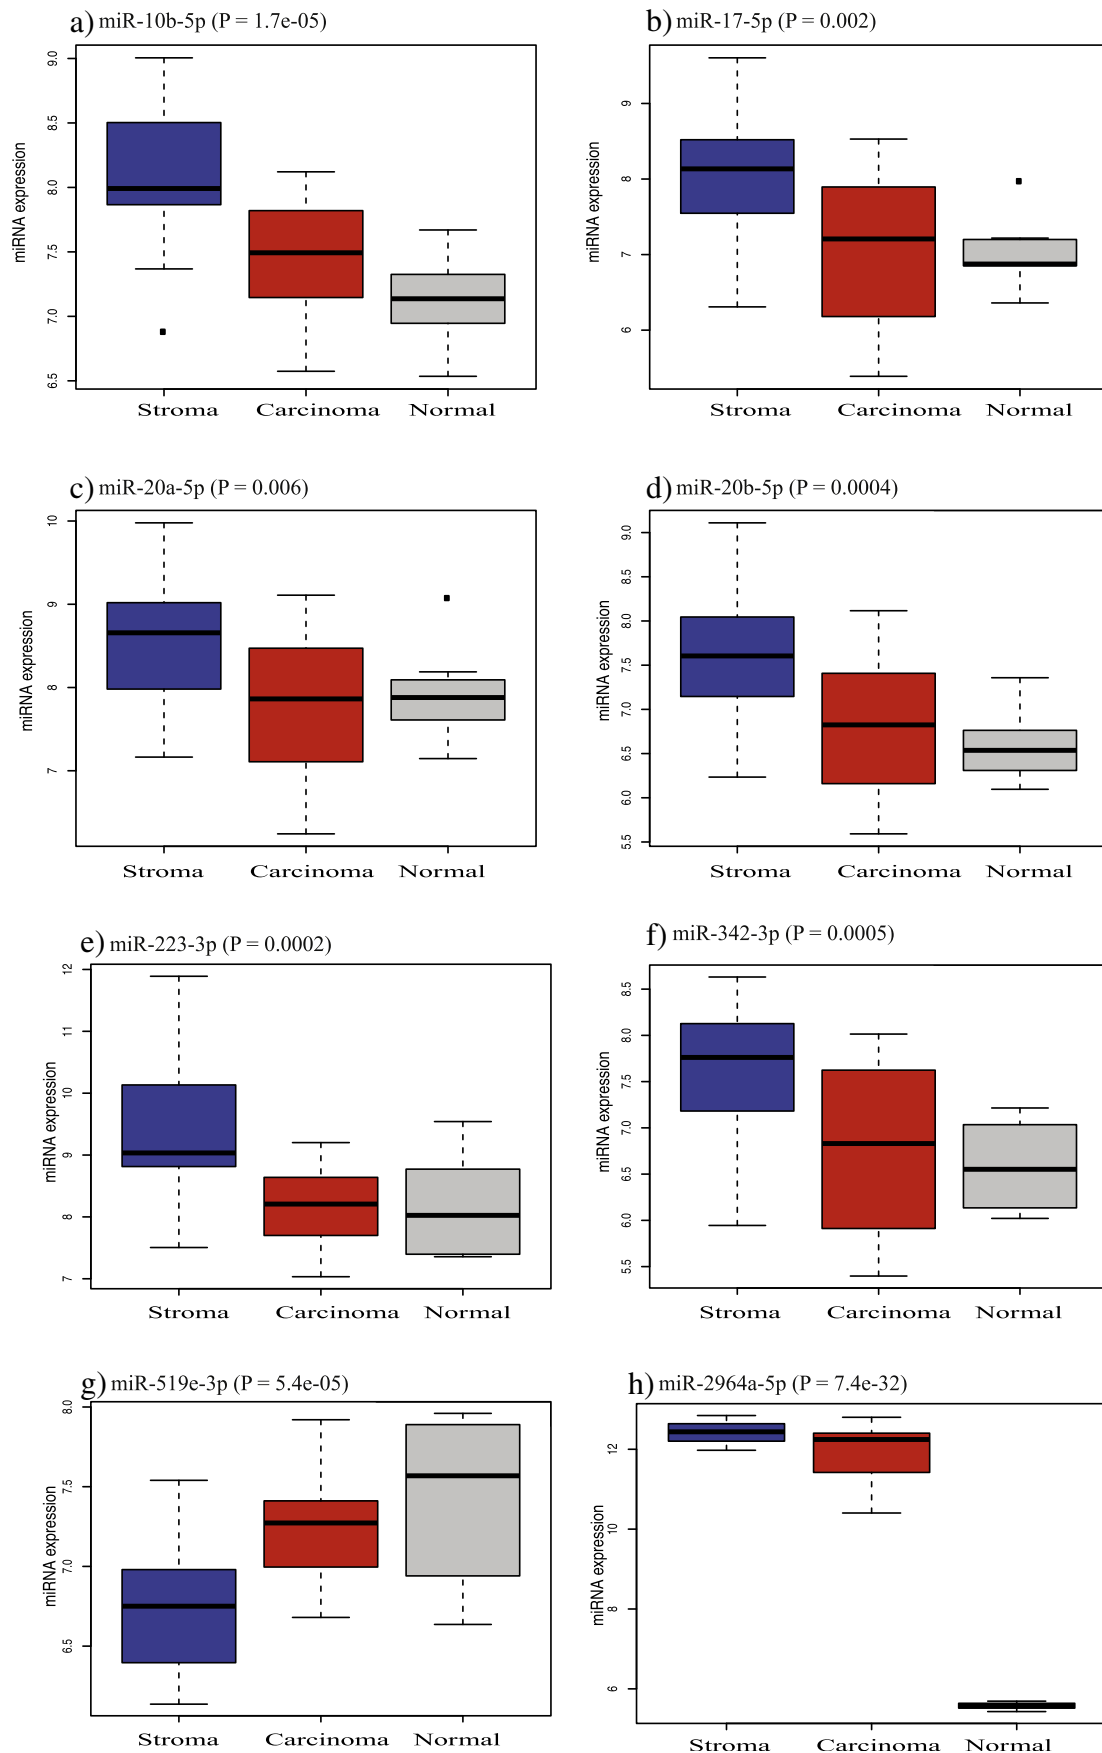 a) miR-10b-5p (P = 1.7e-05)
miRNA expression
9.0
8.5
8.0
7.5
7.0
6.5
Stroma Carcinoma Normal
b) miR-17-5p (P = 0.002)
miRNA expression
9
8
7
6
Stroma Carcinoma Normal
c) miR-20a-5p (P = 0.006)
miRNA expression
10
9
8
7
Stroma Carcinoma Normal
d) miR-20b-5p (P = 0.0004)
miRNA expression
9.0
8.5
8.0
7.5
7.0
6.5
6.0
5.5
Stroma Carcinoma Normal
e) miR-223-3p (P = 0.0002)
miRNA expression
12
11
10
9
8
7
Stroma Carcinoma Normal
f) miR-342-3p (P = 0.0005)
miRNA expression
8.5
8.0
7.5
7.0
6.5
6.0
5.5
Stroma Carcinoma Normal
g) miR-519e-3p (P = 5.4e-05)
miRNA expression
8.0
7.5
7.0
6.5
Stroma Carcinoma Normal
h) miR-2964a-5p (P = 7.4e-32)
miRNA expression
12
10
8
6
Stroma Carcinoma Normal